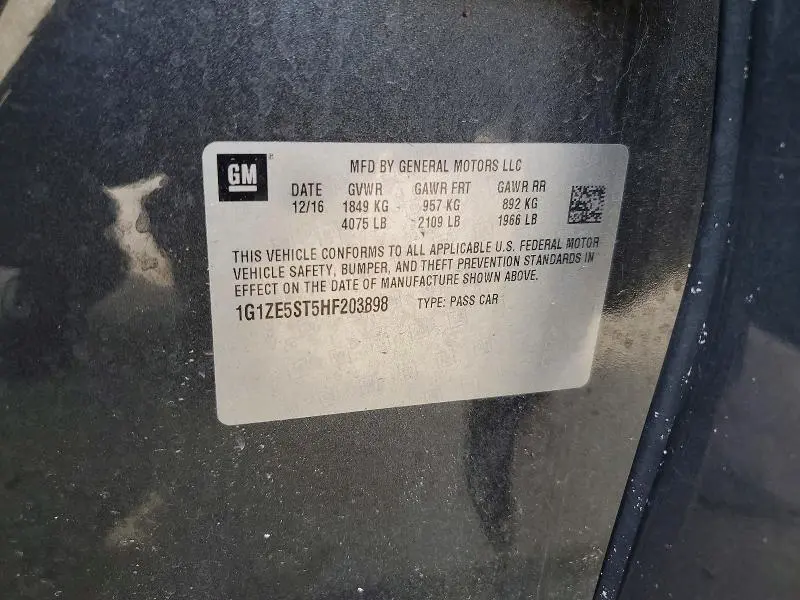 GM
MFD BY GENERAL MOTORS LLC
DATE GVWR GAWR FRT GAWR RR
12/16 1849 KG 957 KG 892 KG
4075 LB 2109 LB 1966 LB
THIS VEHICLE CONFORMS TO ALL APPLICABLE U.S. FEDERAL MOTOR
VEHICLE SAFETY, BUMPER, AND THEFT PREVENTION STANDARDS IN
EFFECT ON THE DATE OF MANUFACTURE SHOWN ABOVE.
1G1ZE5ST5HF203898 TYPE: PASS CAR